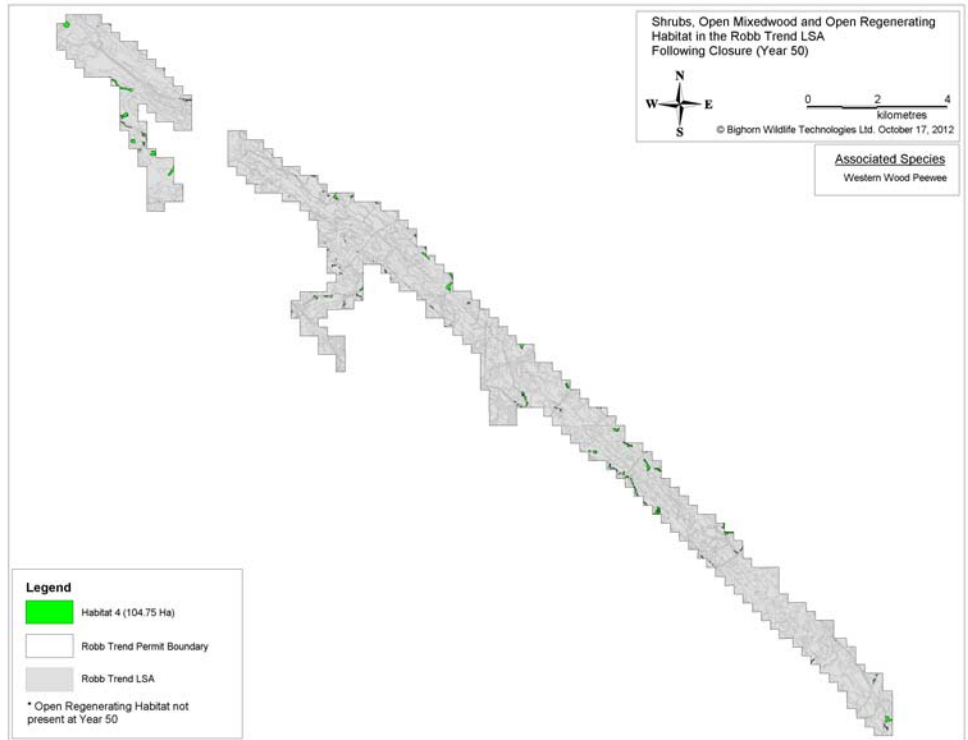 Shrubs, Open Mixedwood and Open Regenerating
Habitat in the Robb Trend LSA
Following Closure (Year 50)
N
W E
S
0 2 4
kilometres
© Bighorn Wildlife Technologies Ltd. October 17, 2012
Associated Species
Western Wood Peewee
Legend
Habitat 4 (104.75 Ha)
Robb Trend Permit Boundary
Robb Trend LSA
* Open Regenerating Habitat not
present at Year 50